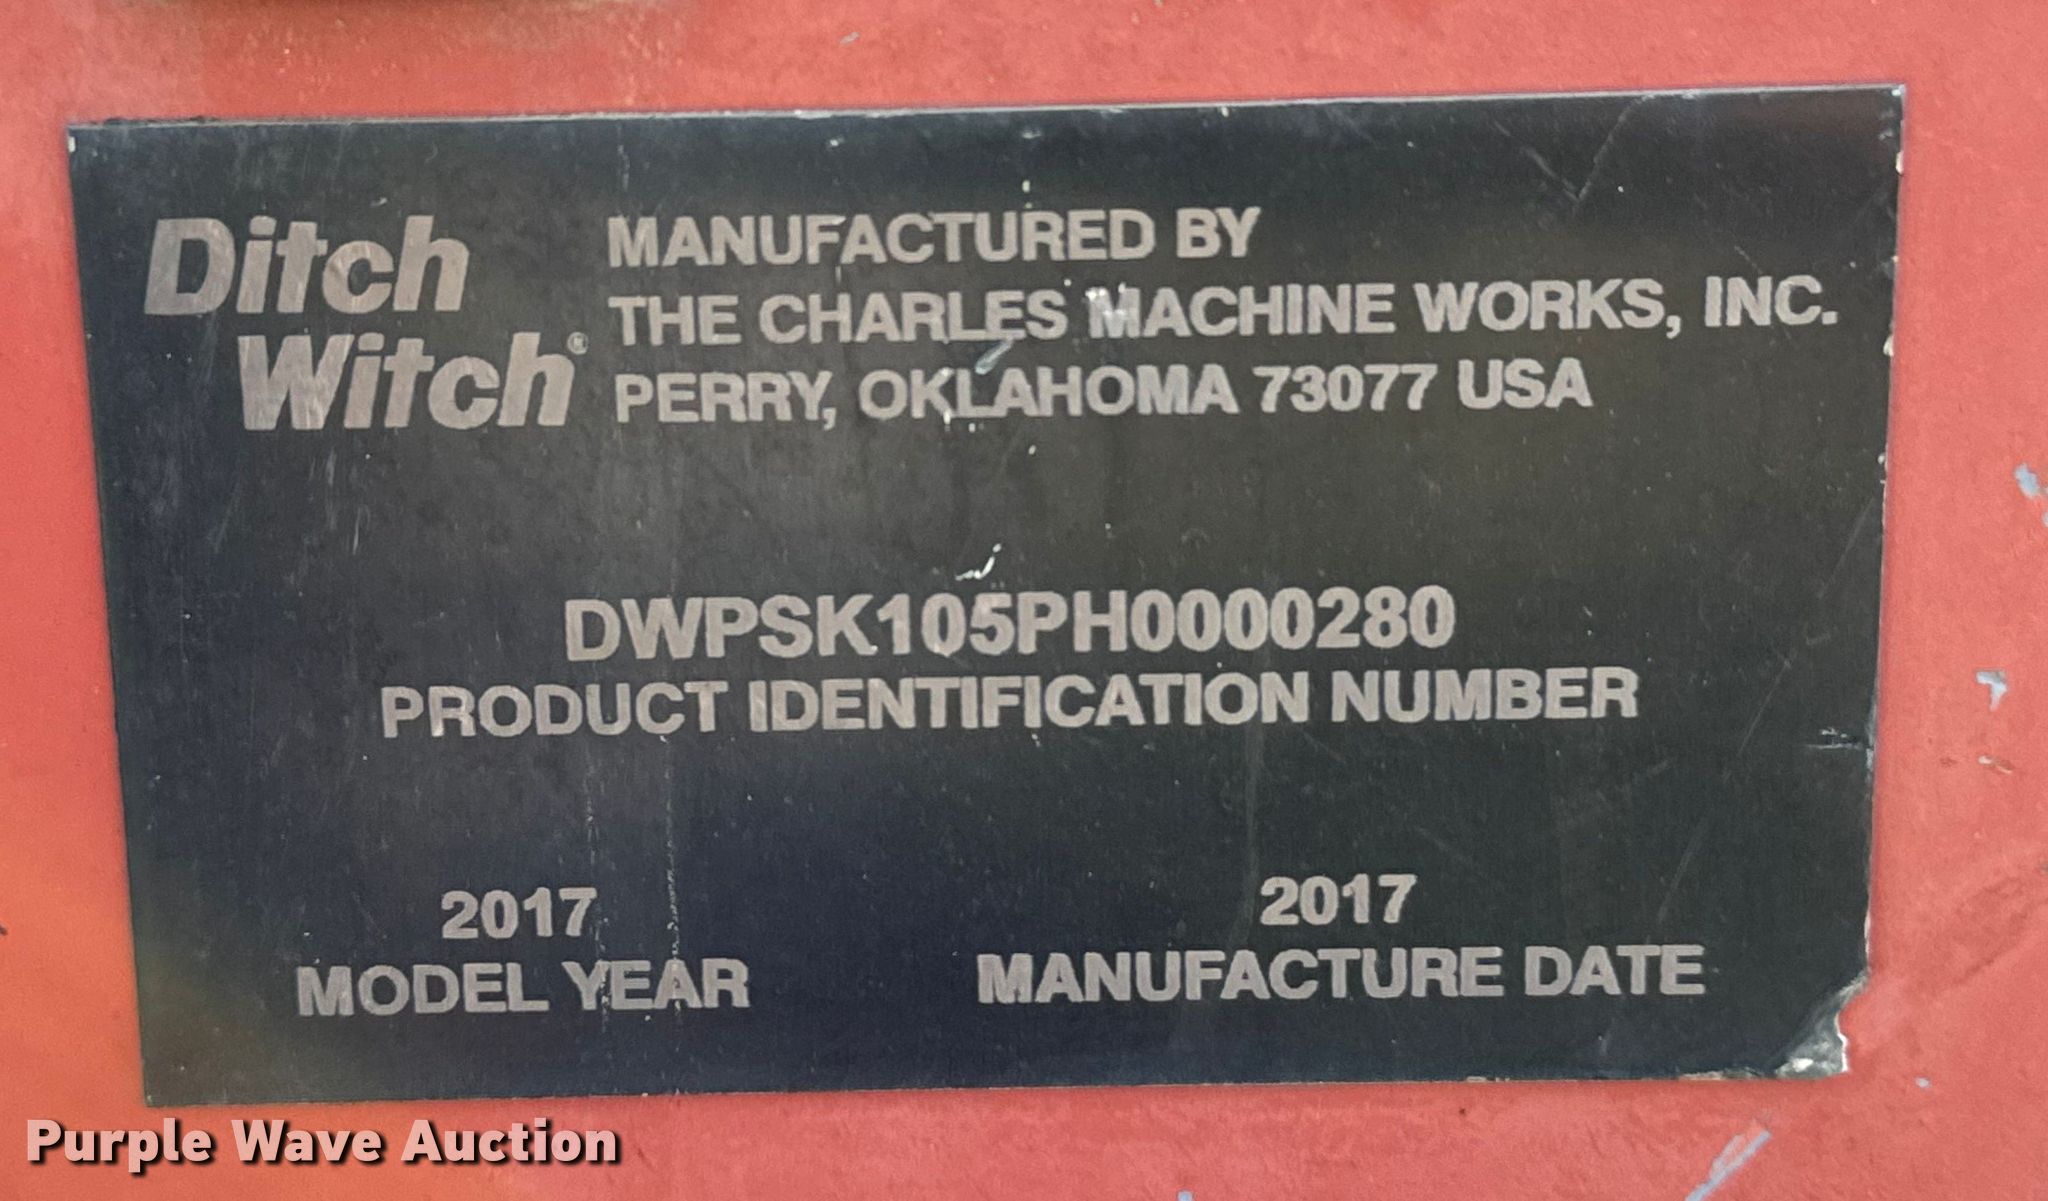 Ditch
Witch®
MANUFACTURED BY
THE CHARLES MACHINE WORKS, INC.
PERRY, OKLAHOMA 73077 USA
DWPSK105PH0000280
PRODUCT IDENTIFICATION NUMBER
2017
MODEL YEAR
2017
MANUFACTURE DATE
Purple Wave Auction